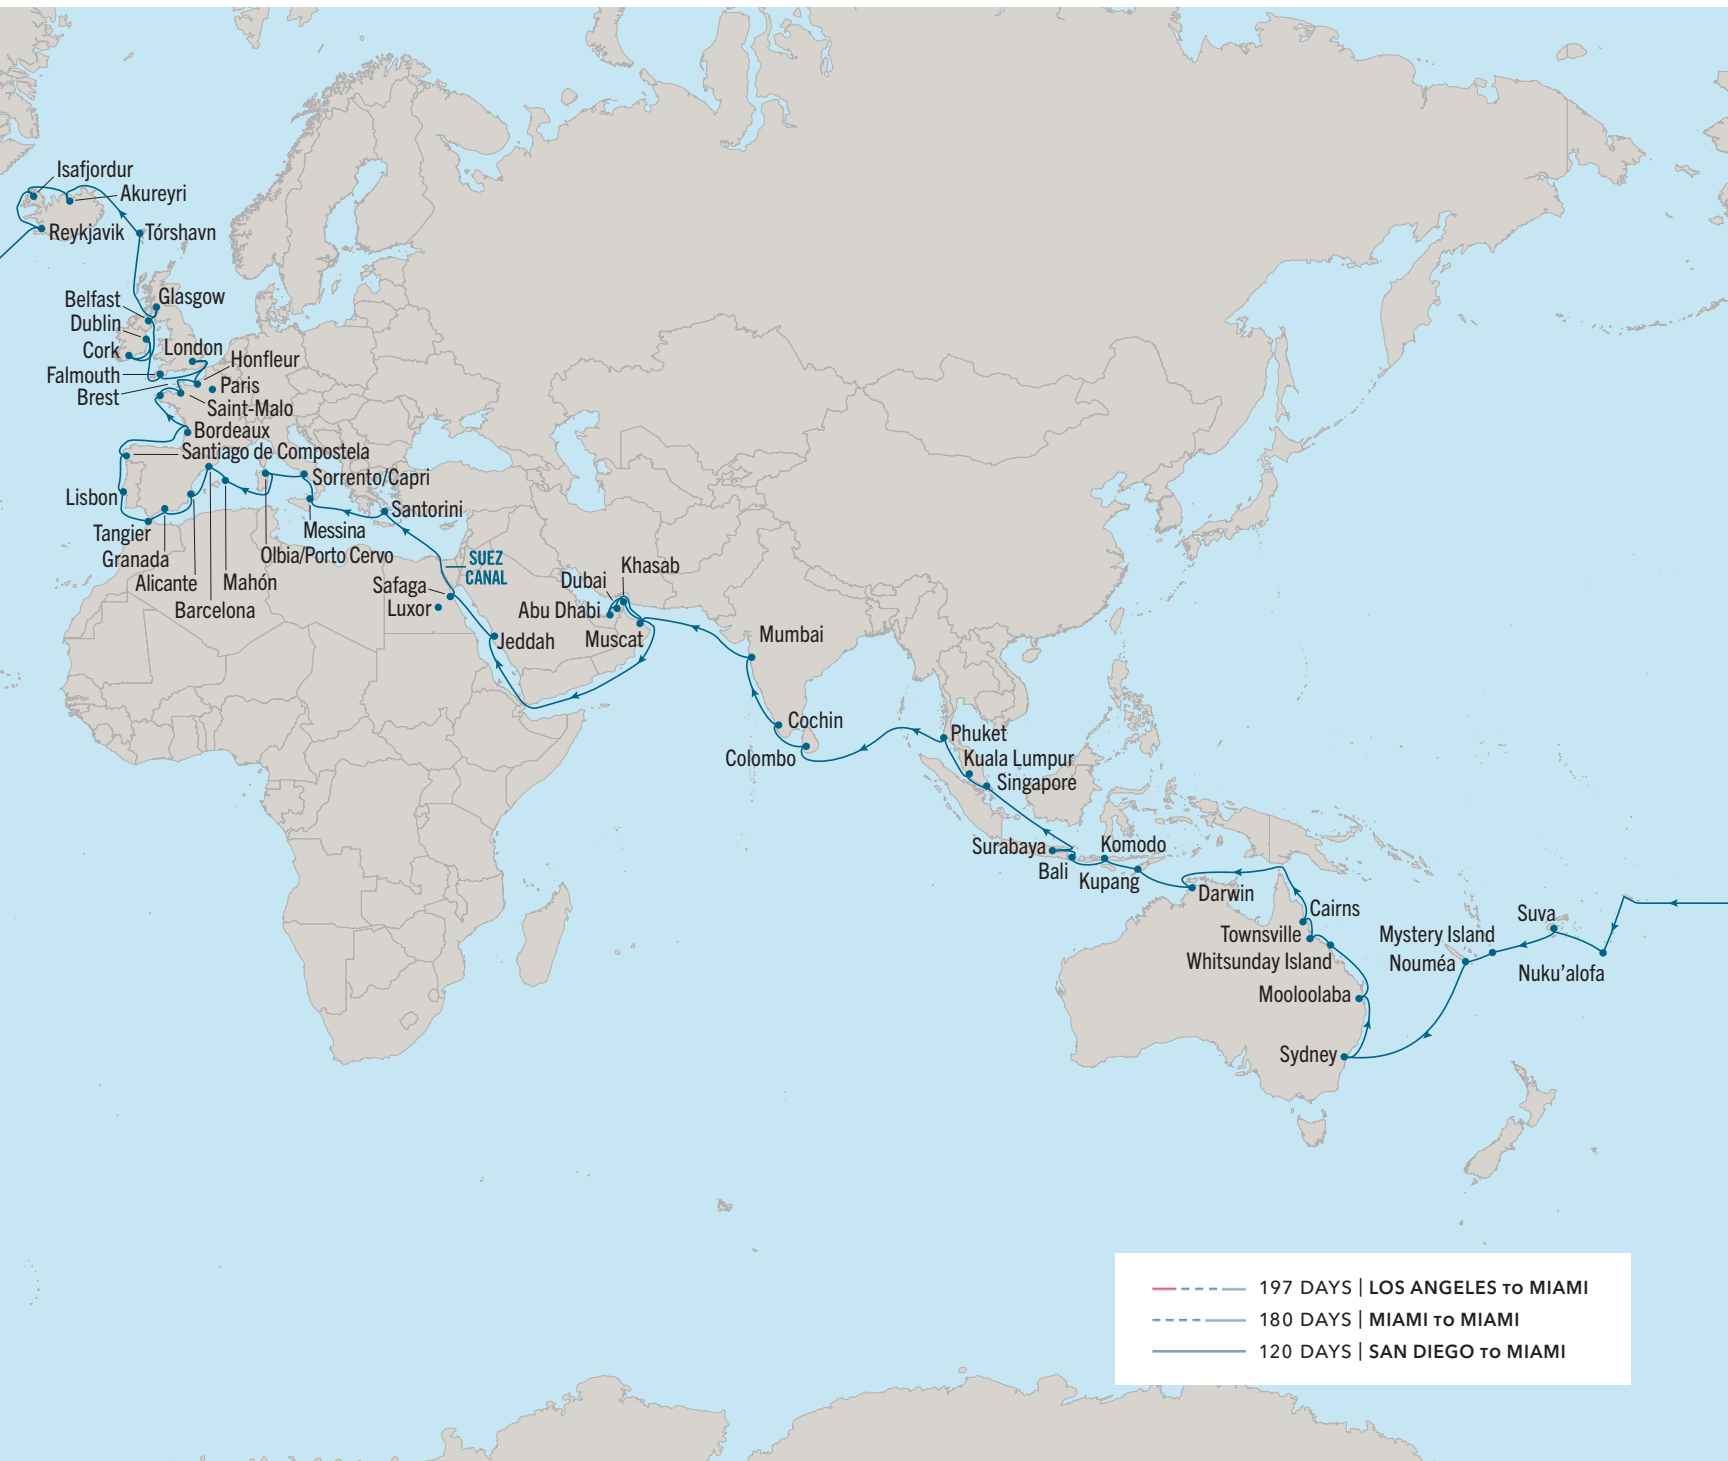 Isafjordur
Akureyri
Reykjavik
Tórshavn
Belfast
Glasgow
Dublin
Cork
London
Honfleur
Falmouth
Paris
Brest
Saint-Malo
Bordeaux
Santiago de Compostela
Sorrento/Capri
Lisbon
Santorini
Tangier
Messina
Granada
Olbia/Porto Cervo
Alicante
Mahón
Barcelona
SUEZ
CANAL
Safaga
Luxor
Khasab
Dubai
Abu Dhabi
Muscat
Jeddah
Mumbai
Cochin
Colombo
Phuket
Kuala Lumpur
Singapore
Surabaya
Komodo
Bali
Kupang
Darwin
Cairns
Townsville
Whitsunday Island
Mooloolaba
Sydney
Suva
Mystery Island
Nouméa
Nuku'alofa
197 DAYS | LOS ANGELES TO MIAMI
180 DAYS | MIAMI TO MIAMI
120 DAYS | SAN DIEGO TO MIAMI